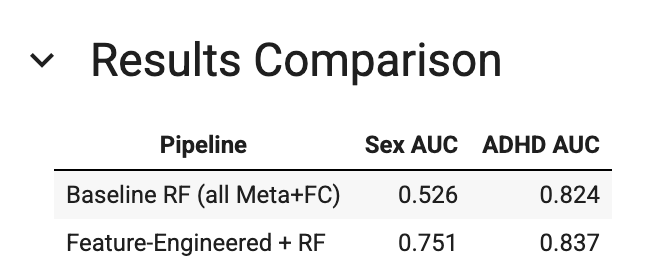 Results Comparison
Pipeline Sex AUC ADHD AUC
Baseline RF (all Meta+FC) 0.526 0.824
Feature-Engineered + RF 0.751 0.837